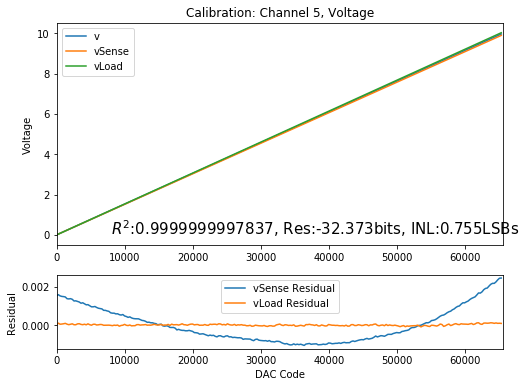 Calibration: Channel 5, Voltage
10
8
6
4
2
0
Voltage
v
vSense
vLoad
R²:0.9999999997837, Res:-32.373bits, INL:0.755LSBs
0 10000 20000 30000 40000 50000 60000
0.002
0.000
Residual
vSense Residual
vLoad Residual
0 10000 20000 30000 40000 50000 60000
DAC Code